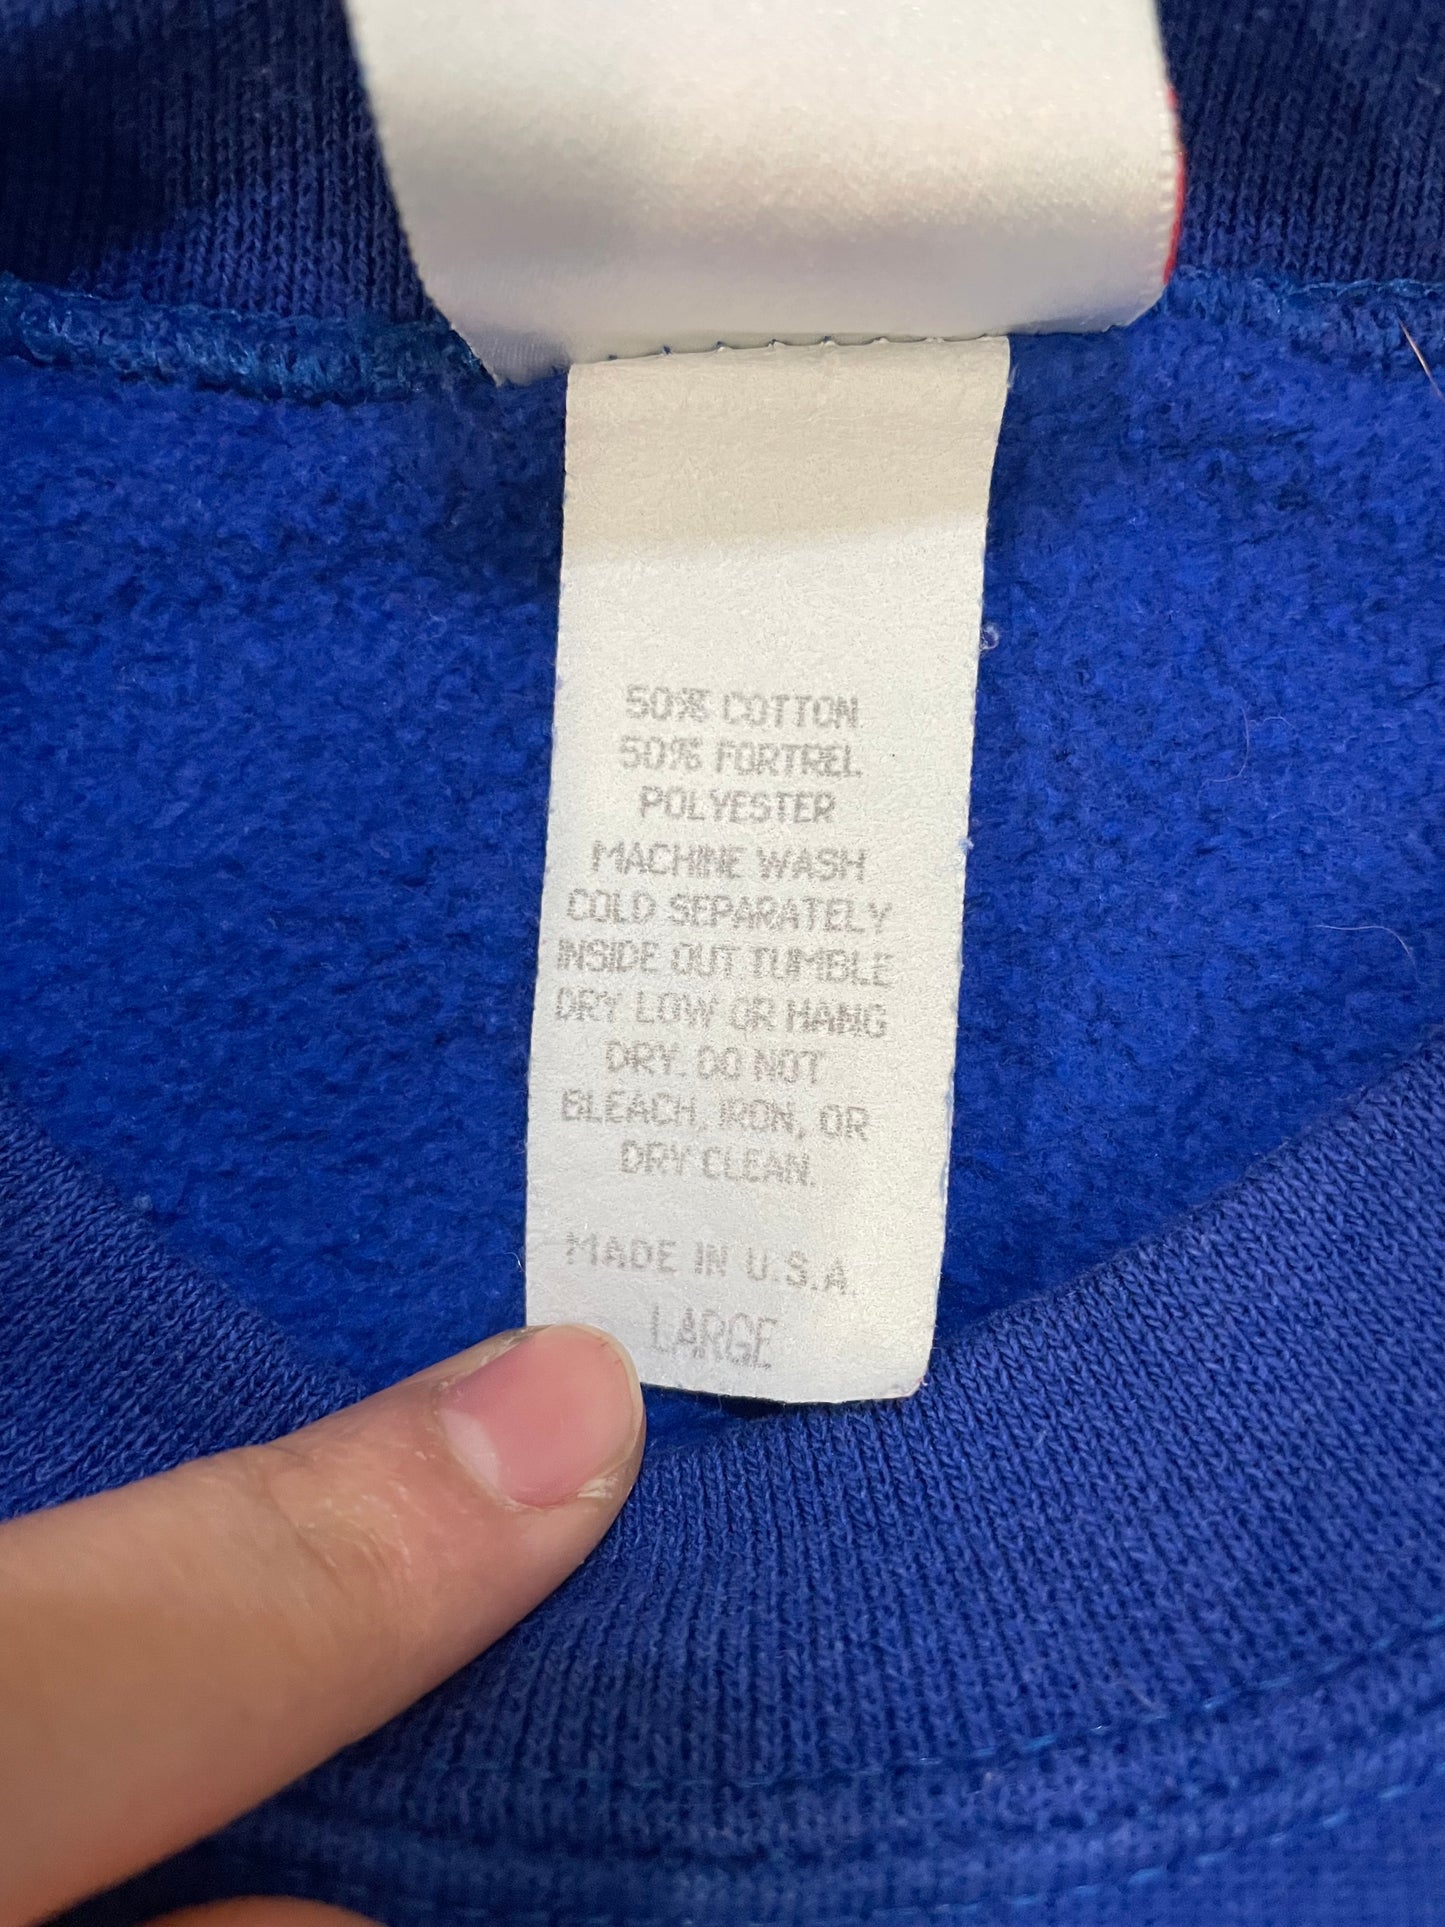 50% COTTON
50% FORTREL
POLYESTER
MACHINE WASH
COLD SEPARATELY
INSIDE OUT TUMBLE
DRY LOW OR HANG
DRY. DO NOT
BLEACH, IRON, OR
DRY CLEAN.
MADE IN U.S.A.
LARGE